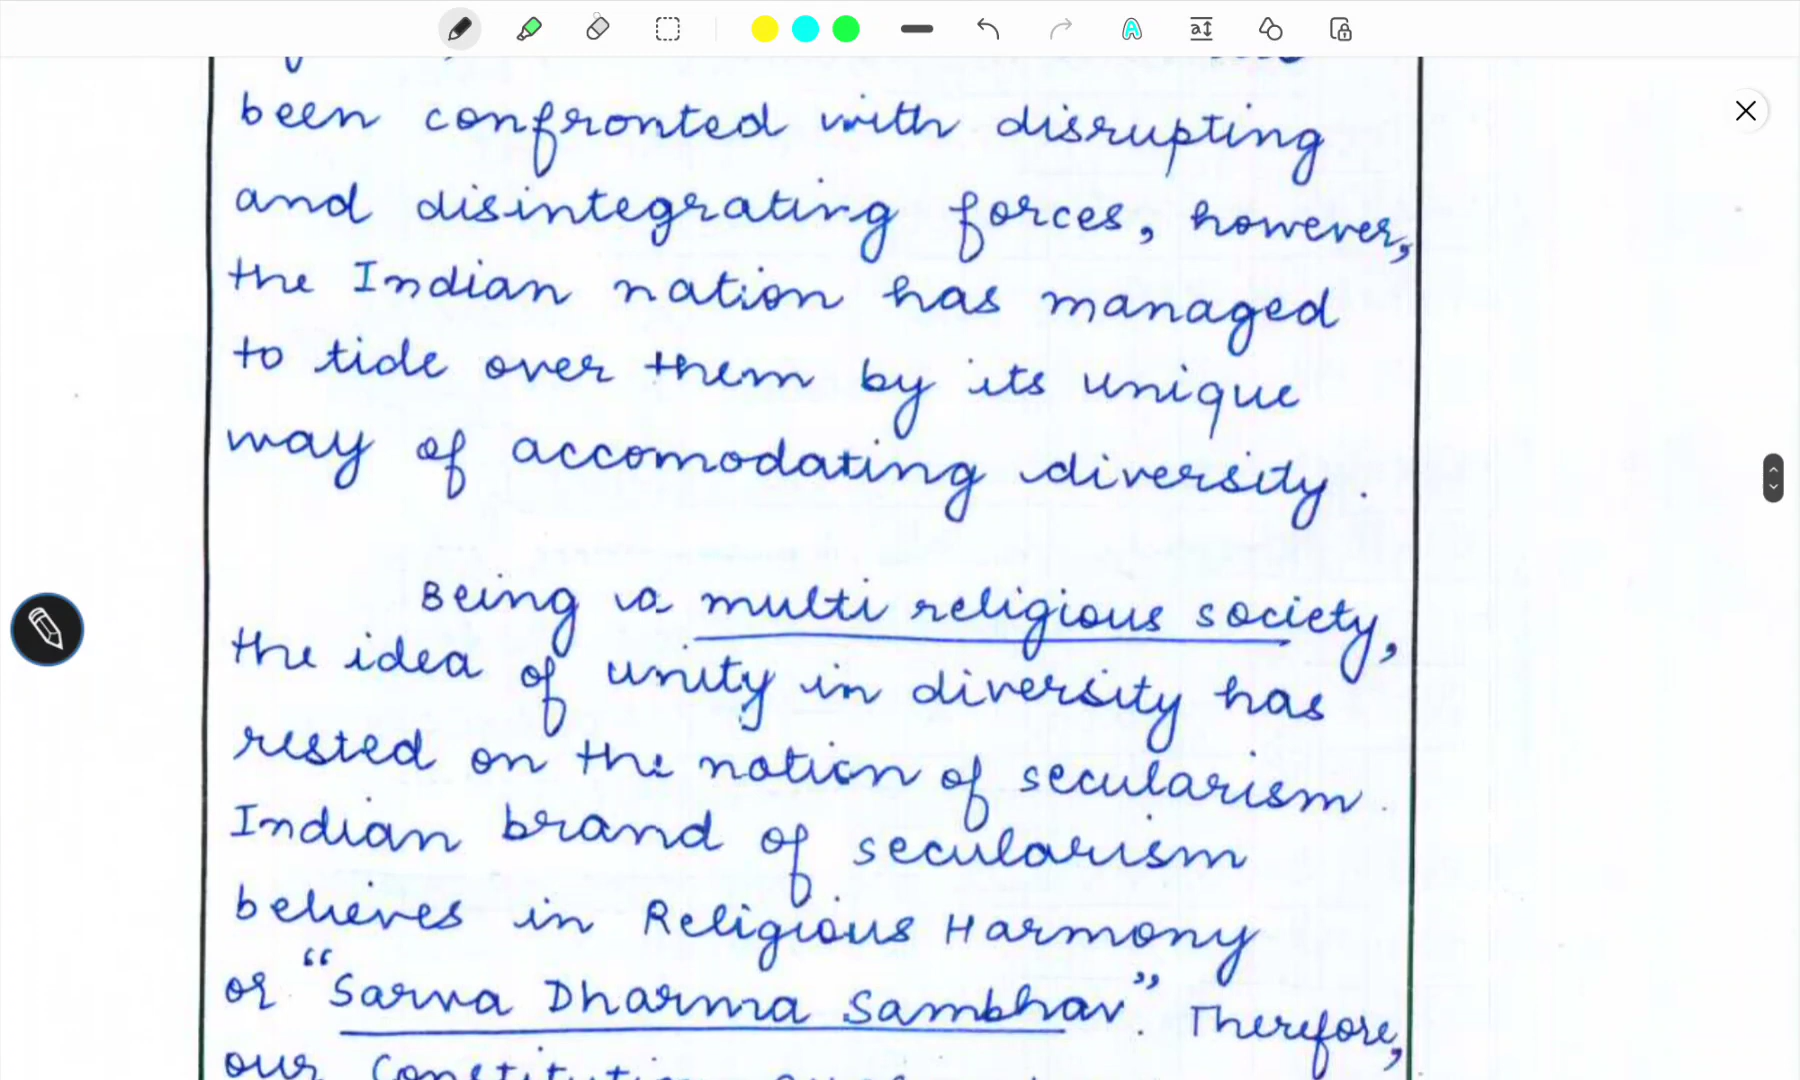 been confronted with disrupting
and disintegrating forces, however,
the Indian nation has managed
to tide over them by its unique
way of accomodating diversity.
Being a multi religious society,
the idea of unity in diversity has
rested on the notion of secularism.
Indian brand of secularism
believes in Religious Harmony
or "Sarva Dharma Sambhav". Therefore,
our